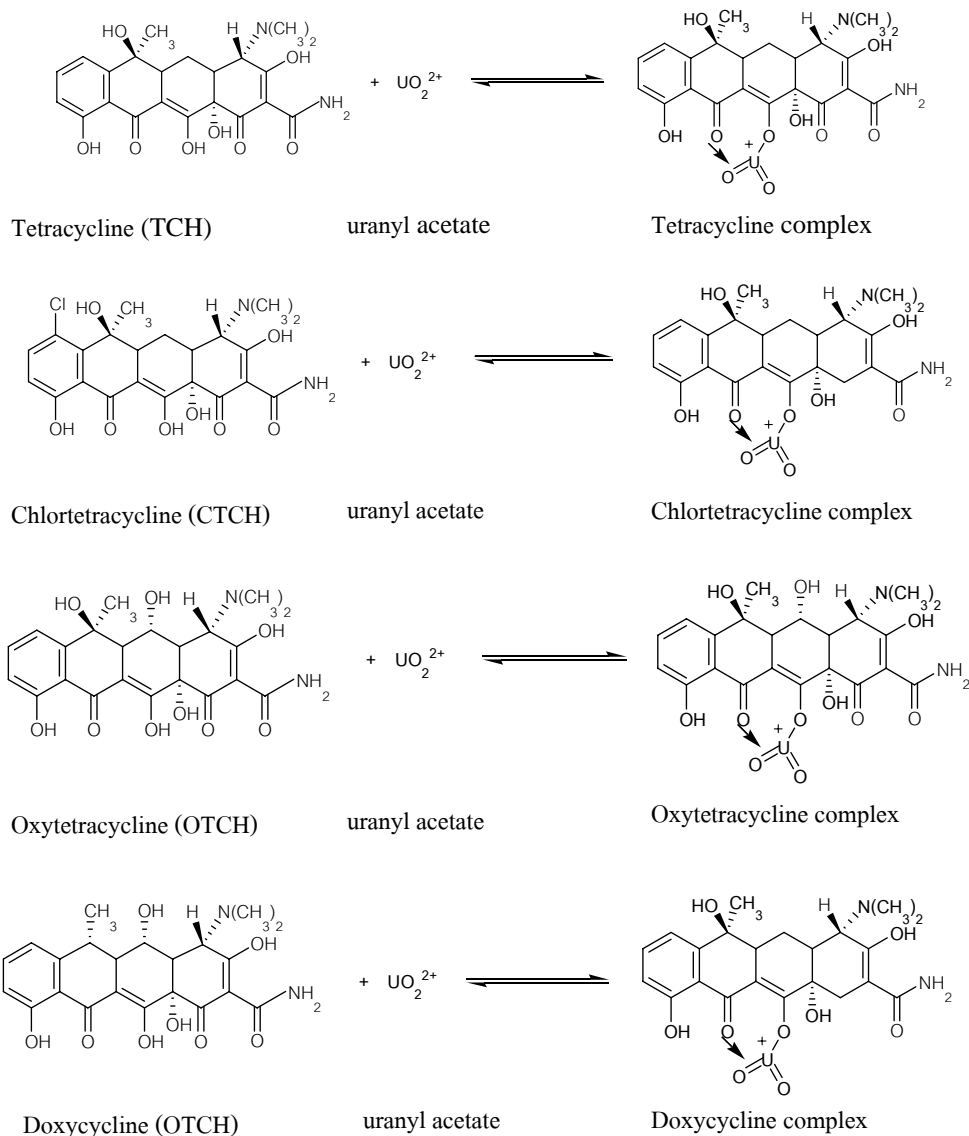 HO CH3 H N(CH3)2 HO CH3 H N(CH3)2
OH OH
NH2 + UO2^2+ NH2
OH O OH OH O O OH O O OH O O
+
O U O
Tetracycline (TCH) uranyl acetate Tetracycline complex
Cl HO CH3 H N(CH3)2 HO CH3 H N(CH3)2
OH OH
NH2 + UO2^2+ NH2
OH O OH OH O O OH O O OH O
+
O U O
Chlortetracycline (CTCH) uranyl acetate Chlortetracycline complex
HO CH3 OH H N(CH3)2 HO CH3 OH H N(CH3)2
OH OH
NH2 + UO2^2+ NH2
OH O OH OH O O OH O O OH O O
+
O U O
Oxytetracycline (OTCH) uranyl acetate Oxytetracycline complex
CH3 OH H N(CH3)2 HO CH3 H N(CH3)2
OH OH
NH2 + UO2^2+ NH2
OH O OH OH O O OH O O OH O
+
O U O
Doxycycline (OTCH) uranyl acetate Doxycycline complex